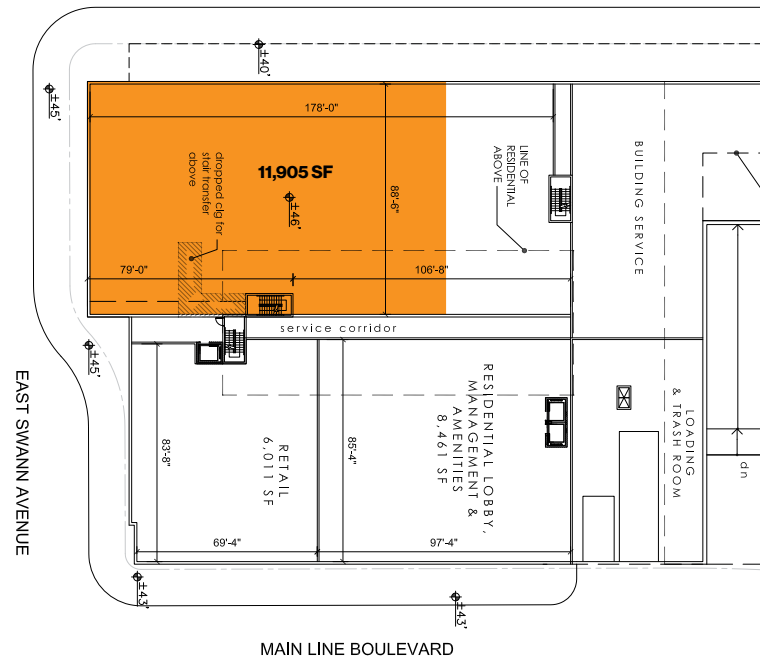 ±40'
±45'
178'-0"
dropped clg for
stair transfer
above
11,905 SF
±46'
88'-6"
LINE OF
RESIDENTIAL
ABOVE
BUILDING SERVICE
79'-0"
106'-8"
service corridor
±45'
EAST SWANN AVENUE
83'-8"
RETAIL
6,011 SF
85'-4"
RESIDENTIAL LOBBY,
MANAGEMENT &
AMENITIES
8,461 SF
LOADING
& TRASH ROOM
dn
69'-4"
97'-4"
±43'
±43'
MAIN LINE BOULEVARD